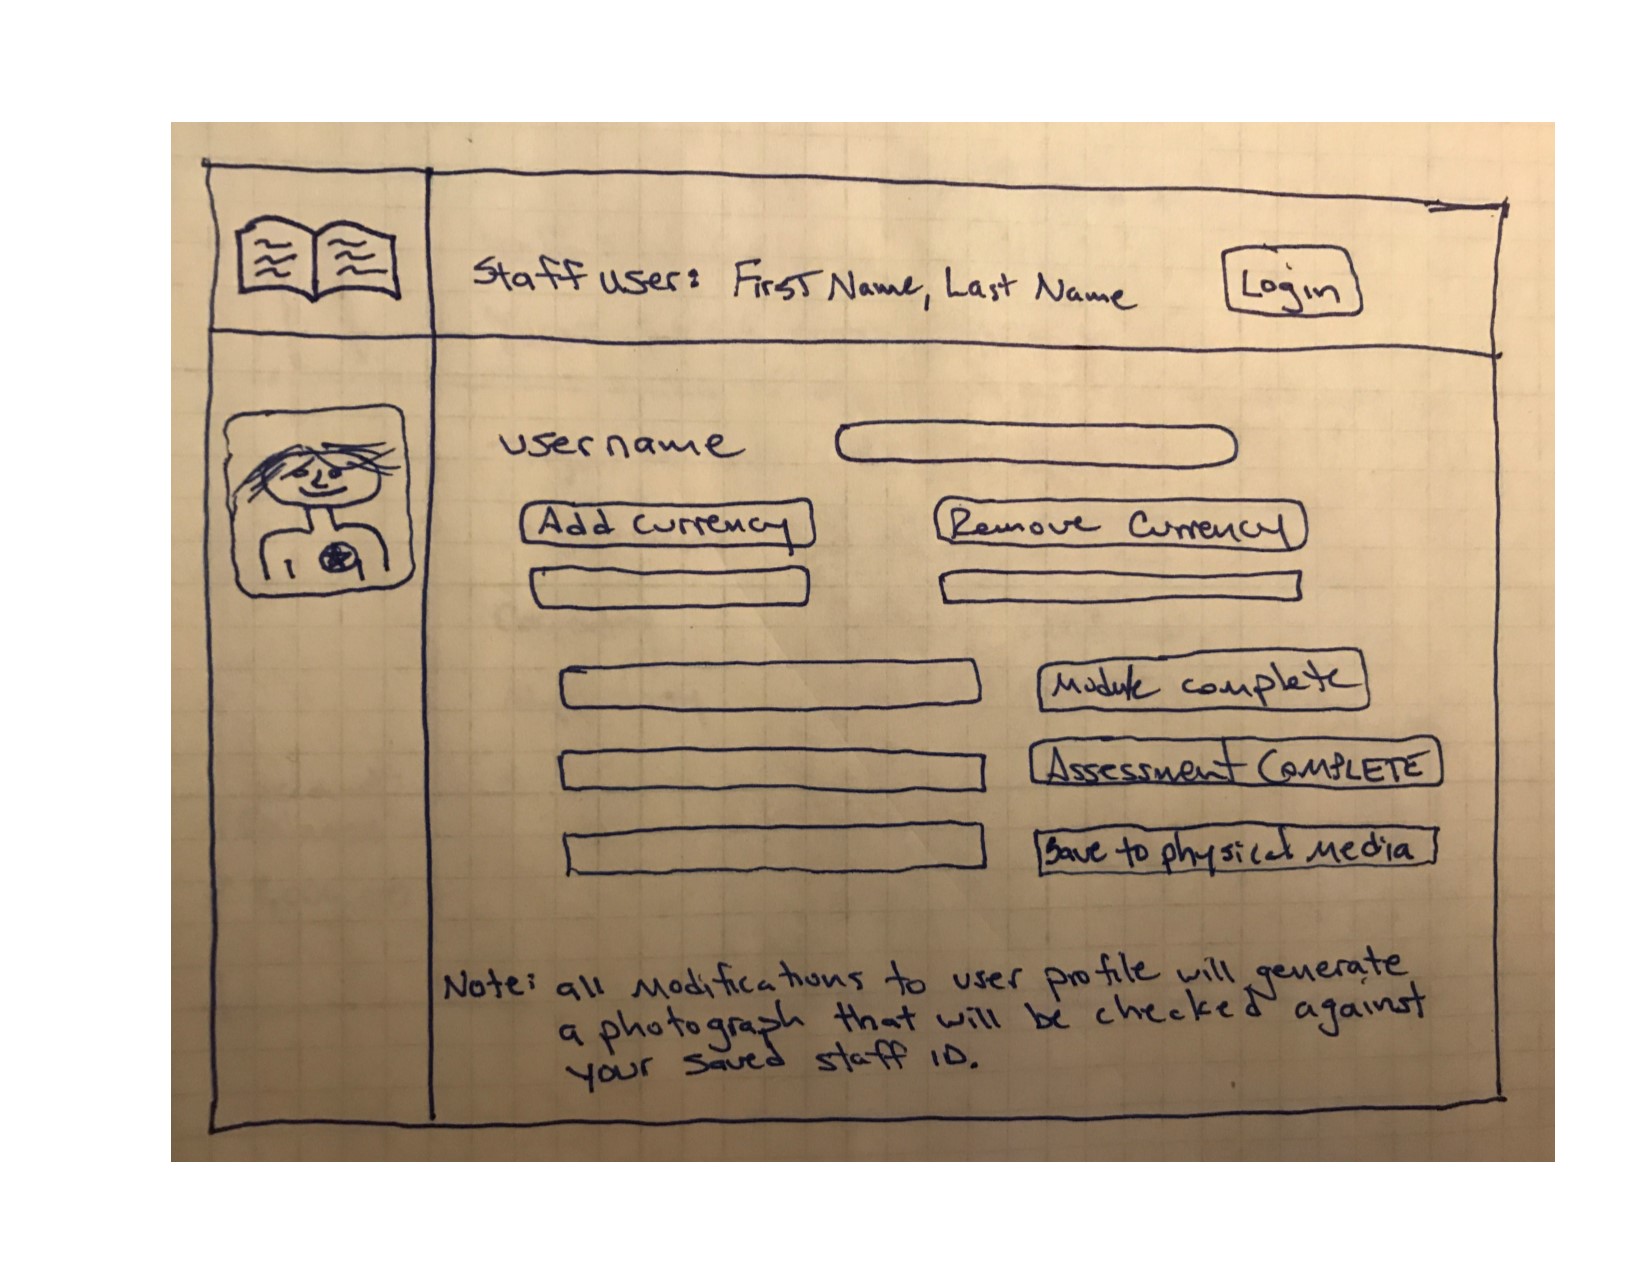 Staff user: First Name, Last Name Login
username
Add currency Remove Currency
Module complete
Assessment COMPLETE
Save to physical media
Note: all modifications to user profile will generate
a photograph that will be checked against
your saved staff ID.